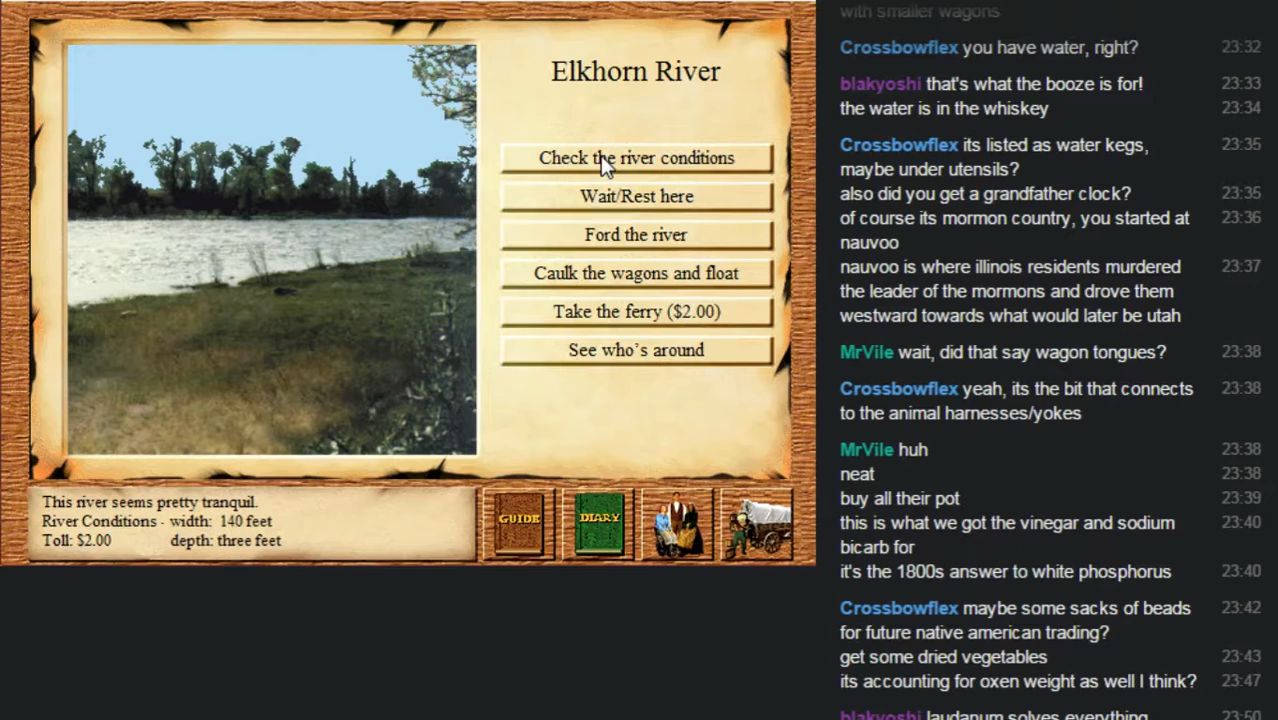 Elkhorn River
Check the river conditions
Wait/Rest here
Ford the river
Caulk the wagons and float
Take the ferry ($2.00)
See who's around
This river seems pretty tranquil.
River Conditions - width: 140 feet
Toll: $2.00 depth: three feet
GUIDE
DIARY
with smaller wagons
Crossbowflex you have water, right? 23:32
blakyoshi that's what the booze is for! 23:33
the water is in the whiskey 23:34
Crossbowflex its listed as water kegs, 23:35
maybe under utensils?
also did you get a grandfather clock? 23:35
of course its mormon country, you started at 23:36
nauvoo
nauvoo is where illinois residents murdered 23:37
the leader of the mormons and drove them
westward towards what would later be utah
MrVile wait, did that say wagon tongues? 23:38
Crossbowflex yeah, its the bit that connects 23:38
to the animal harnesses/yokes
MrVile huh 23:38
neat 23:38
buy all their pot 23:39
this is what we got the vinegar and sodium 23:40
bicarb for
it's the 1800s answer to white phosphorus 23:40
Crossbowflex maybe some sacks of beads 23:42
for future native american trading?
get some dried vegetables 23:43
its accounting for oxen weight as well I think? 23:47
blakyoshi laudanum solves everything 23:50